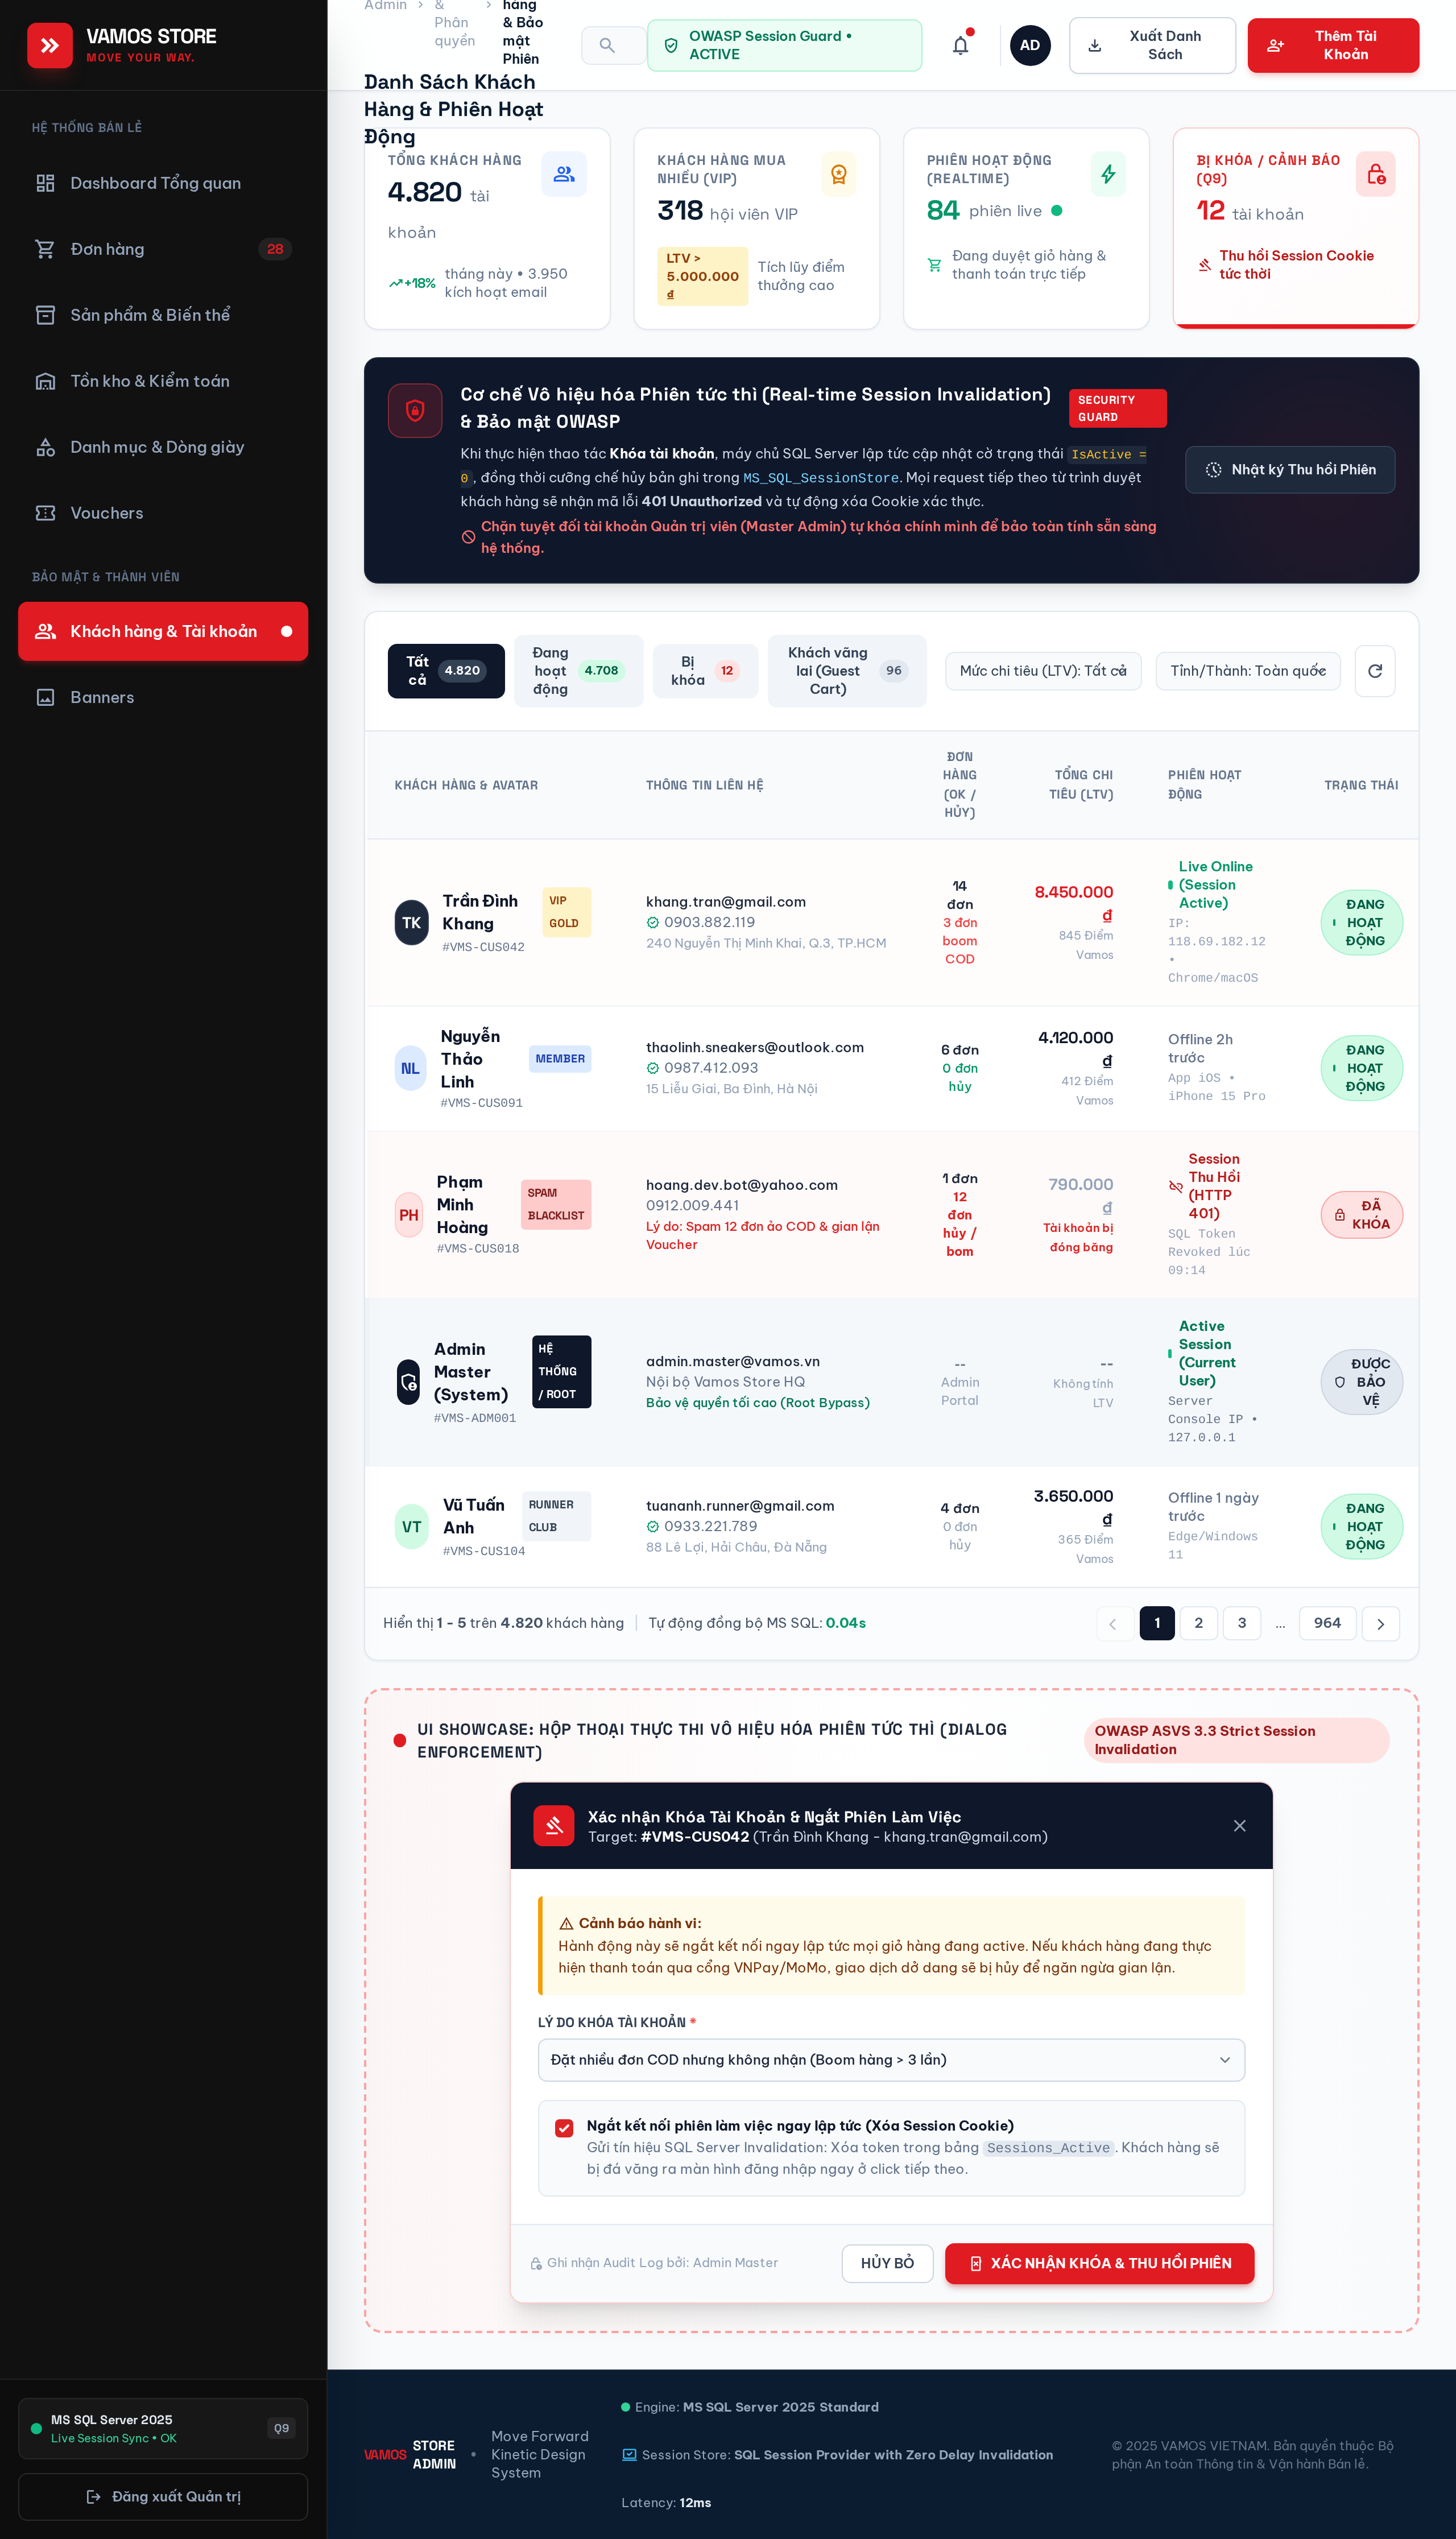 VAMOS STORE
MOVE YOUR WAY.
HỆ THỐNG BÁN LẺ
Dashboard Tổng quan
Đơn hàng
28
Sản phẩm & Biến thể
Tồn kho & Kiểm toán
Danh mục & Dòng giày
Vouchers
BẢO MẬT & THÀNH VIÊN
Khách hàng & Tài khoản
Banners
MS SQL Server 2025
Live Session Sync • OK
Q9
Đăng xuất Quản trị
Admin
&
Phân
quyền
hàng
& Bảo
mật
Phiên
Danh Sách Khách
Hàng & Phiên Hoạt
Động
OWASP Session Guard •
ACTIVE
AD
Xuất Danh
Sách
Thêm Tài
Khoản
TỔNG KHÁCH HÀNG
4.820 tài
khoản
+18%
tháng này • 3.950
kích hoạt email
KHÁCH HÀNG MUA
NHIỀU (VIP)
318 hội viên VIP
LTV >
5.000.000
₫
Tích lũy điểm
thưởng cao
PHIÊN HOẠT ĐỘNG
(REALTIME)
84 phiên live
Đang duyệt giỏ hàng &
thanh toán trực tiếp
BỊ KHÓA / CẢNH BÁO
(Q9)
12 tài khoản
Thu hồi Session Cookie
tức thời
Cơ chế Vô hiệu hóa Phiên tức thì (Real-time Session Invalidation)
& Bảo mật OWASP
SECURITY
GUARD
Khi thực hiện thao tác Khóa tài khoản, máy chủ SQL Server lập tức cập nhật cờ trạng thái IsActive =
0, đồng thời cưỡng chế hủy bản ghi trong MS_SQL_SessionStore. Mọi request tiếp theo từ trình duyệt
khách hàng sẽ nhận mã lỗi 401 Unauthorized và tự động xóa Cookie xác thực.
Chặn tuyệt đối tài khoản Quản trị viên (Master Admin) tự khóa chính mình để bảo toàn tính sẵn sàng
hệ thống.
Nhật ký Thu hồi Phiên
Tất
cả
4.820
Đang
hoạt
động
4.708
Bị
khóa
12
Khách vãng
lai (Guest
Cart)
96
Mức chi tiêu (LTV): Tất cả
Tỉnh/Thành: Toàn quốc
KHÁCH HÀNG & AVATAR
THÔNG TIN LIÊN HỆ
ĐƠN
HÀNG
(OK /
HỦY)
TỔNG CHI
TIÊU (LTV)
PHIÊN HOẠT
ĐỘNG
TRẠNG THÁI
TK
Trần Đình
Khang
#VMS-CUS042
VIP
GOLD
khang.tran@gmail.com
0903.882.119
240 Nguyễn Thị Minh Khai, Q.3, TP.HCM
14
đơn
3 đơn
boom
COD
8.450.000
₫
845 Điểm
Vamos
Live Online
(Session
Active)
IP:
118.69.182.12
•
Chrome/macOS
ĐANG
HOẠT
ĐỘNG
NL
Nguyễn
Thảo
Linh
#VMS-CUS091
MEMBER
thaolinh.sneakers@outlook.com
0987.412.093
15 Liễu Giai, Ba Đình, Hà Nội
6 đơn
0 đơn
hủy
4.120.000
₫
412 Điểm
Vamos
Offline 2h
trước
App iOS •
iPhone 15 Pro
ĐANG
HOẠT
ĐỘNG
PH
Phạm
Minh
Hoàng
#VMS-CUS018
SPAM
BLACKLIST
hoang.dev.bot@yahoo.com
0912.009.441
Lý do: Spam 12 đơn ảo COD & gian lận
Voucher
1 đơn
12
đơn
hủy /
bom
790.000
₫
Tài khoản bị
đóng băng
Session
Thu Hồi
(HTTP
401)
SQL Token
Revoked lúc
09:14
ĐÃ
KHÓA
Admin
Master
(System)
#VMS-ADM001
HỆ
THỐNG
/ ROOT
admin.master@vamos.vn
Nội bộ Vamos Store HQ
Bảo vệ quyền tối cao (Root Bypass)
--
Admin
Portal
--
Không tính
LTV
Active
Session
(Current
User)
Server
Console IP •
127.0.0.1
ĐƯỢC
BẢO
VỆ
VT
Vũ Tuấn
Anh
#VMS-CUS104
RUNNER
CLUB
tuananh.runner@gmail.com
0933.221.789
88 Lê Lợi, Hải Châu, Đà Nẵng
4 đơn
0 đơn
hủy
3.650.000
₫
365 Điểm
Vamos
Offline 1 ngày
trước
Edge/Windows
11
ĐANG
HOẠT
ĐỘNG
Hiển thị 1 - 5 trên 4.820 khách hàng
Tự động đồng bộ MS SQL: 0.04s
1
2
3
...
964
UI SHOWCASE: HỘP THOẠI THỰC THI VÔ HIỆU HÓA PHIÊN TỨC THÌ (DIALOG
ENFORCEMENT)
OWASP ASVS 3.3 Strict Session
Invalidation
Xác nhận Khóa Tài Khoản & Ngắt Phiên Làm Việc
Target: #VMS-CUS042 (Trần Đình Khang - khang.tran@gmail.com)
Cảnh báo hành vi:
Hành động này sẽ ngắt kết nối ngay lập tức mọi giỏ hàng đang active. Nếu khách hàng đang thực
hiện thanh toán qua cổng VNPay/MoMo, giao dịch dở dang sẽ bị hủy để ngăn ngừa gian lận.
LÝ DO KHÓA TÀI KHOẢN *
Đặt nhiều đơn COD nhưng không nhận (Boom hàng > 3 lần)
Ngắt kết nối phiên làm việc ngay lập tức (Xóa Session Cookie)
Gửi tín hiệu SQL Server Invalidation: Xóa token trong bảng Sessions_Active. Khách hàng sẽ
bị đá văng ra màn hình đăng nhập ngay ở click tiếp theo.
Ghi nhận Audit Log bởi: Admin Master
HỦY BỎ
XÁC NHẬN KHÓA & THU HỒI PHIÊN
VAMOS
STORE
ADMIN
•
Move Forward
Kinetic Design
System
Engine: MS SQL Server 2025 Standard
Session Store: SQL Session Provider with Zero Delay Invalidation
Latency: 12ms
© 2025 VAMOS VIETNAM. Bản quyền thuộc Bộ
phận An toàn Thông tin & Vận hành Bán lẻ.